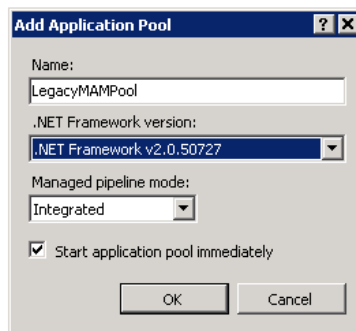 Add Application Pool
Name:
LegacyMAMPool
.NET Framework version:
.NET Framework v2.0.50727
Managed pipeline mode:
Integrated
Start application pool immediately
OK Cancel